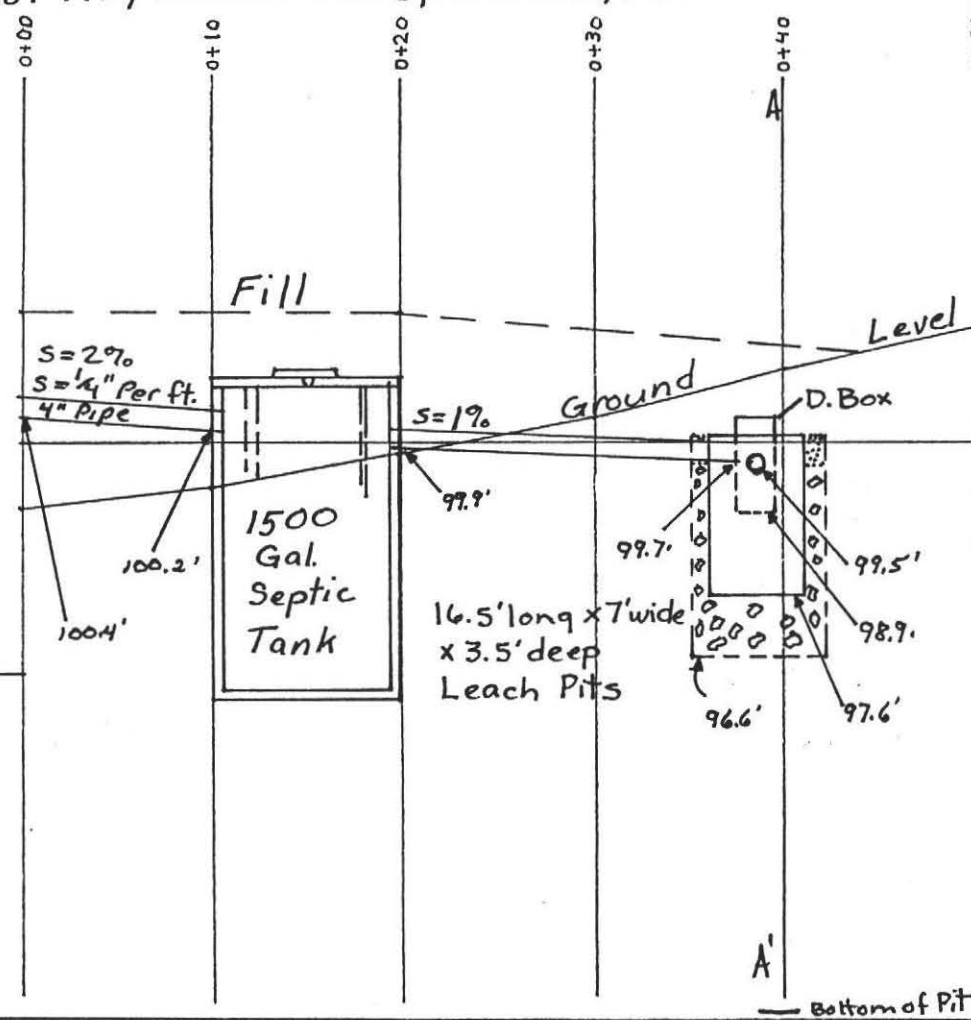 0+00
0+10
0+20
0+30
0+40
A
Fill
Level
Ground
S=2%
S=1/4" Per ft.
4" Pipe
S=1%
D. Box
99.9'
1500
Gal.
Septic
Tank
100.2'
100.4'
99.7'
99.5'
98.9'
97.6'
96.6'
16.5' long x 7' wide
x 3.5' deep
Leach Pits
A'
Bottom of Pit